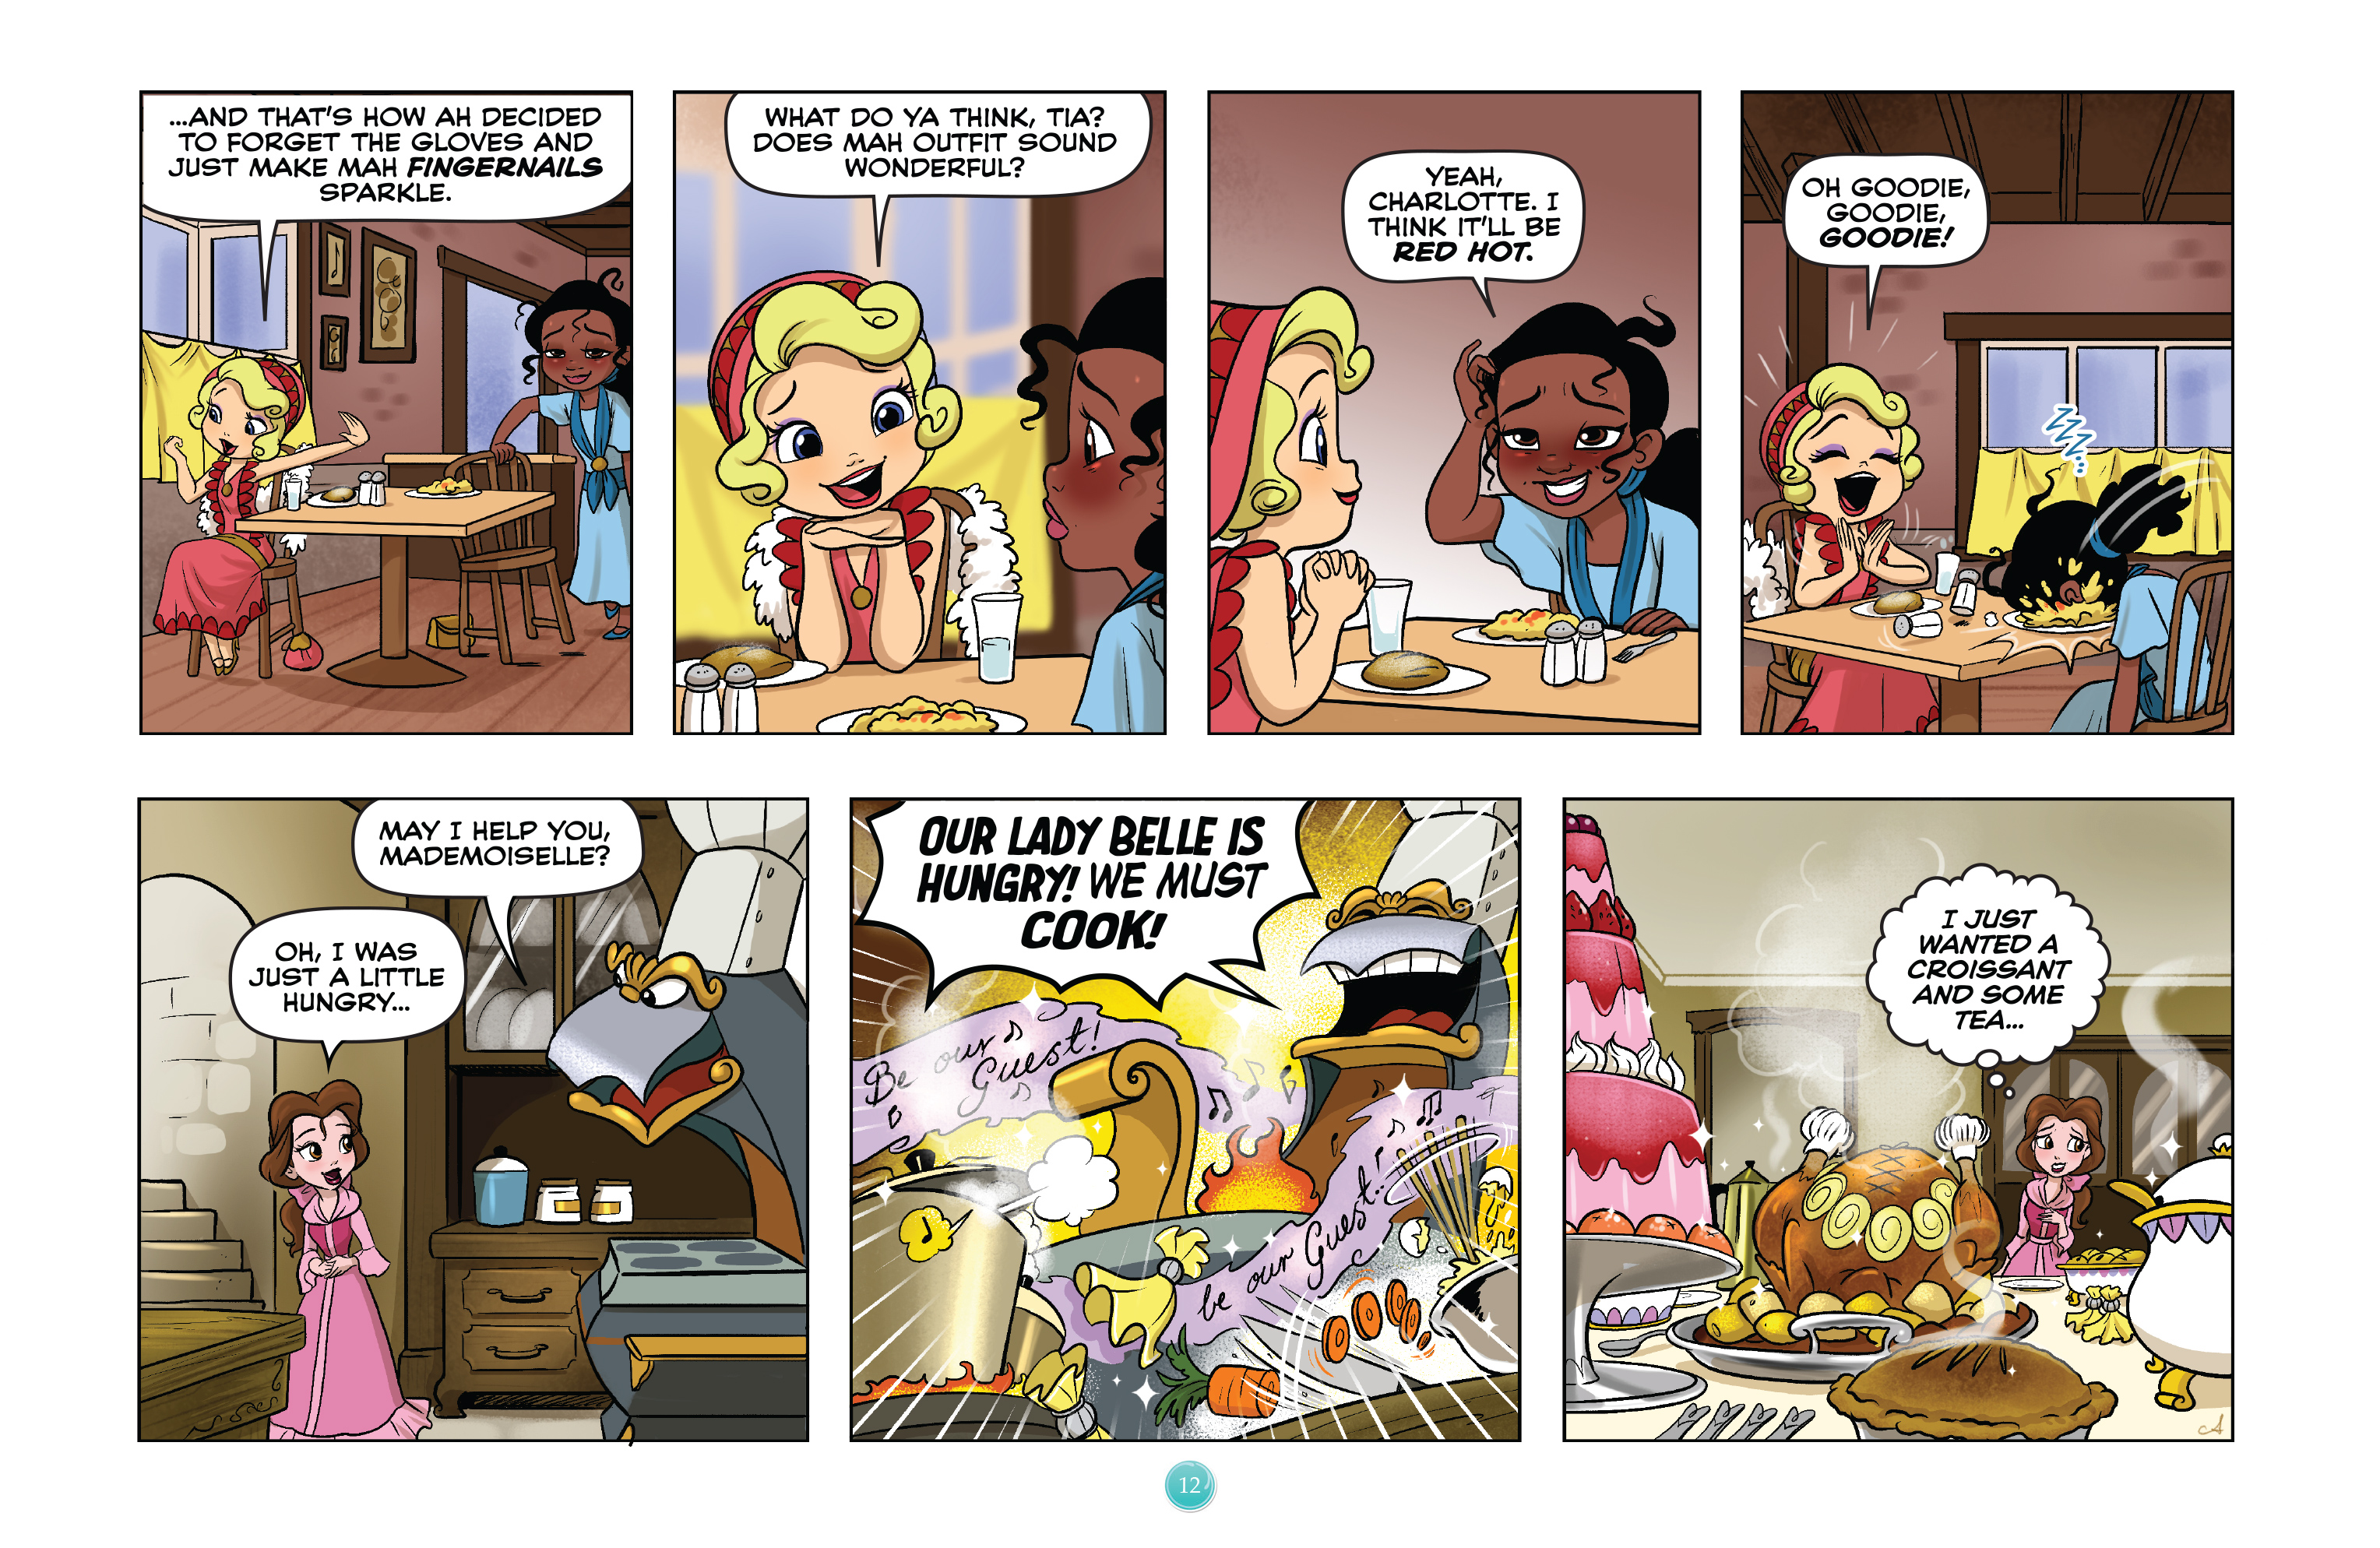 ...AND THAT'S HOW AH DECIDED
TO FORGET THE GLOVES AND
JUST MAKE MAH FINGERNAILS
SPARKLE.
WHAT DO YA THINK, TIA?
DOES MAH OUTFIT SOUND
WONDERFUL?
YEAH,
CHARLOTTE. I
THINK IT'LL BE
RED HOT.
OH GOODIE,
GOODIE,
GOODIE!
ZZZ...
MAY I HELP YOU,
MADEMOISELLE?
OH, I WAS
JUST A LITTLE
HUNGRY...
OUR LADY BELLE IS
HUNGRY! WE MUST
COOK!
Be our
Guest!
be our Guest!..
I JUST
WANTED A
CROISSANT
AND SOME
TEA...
CA
12